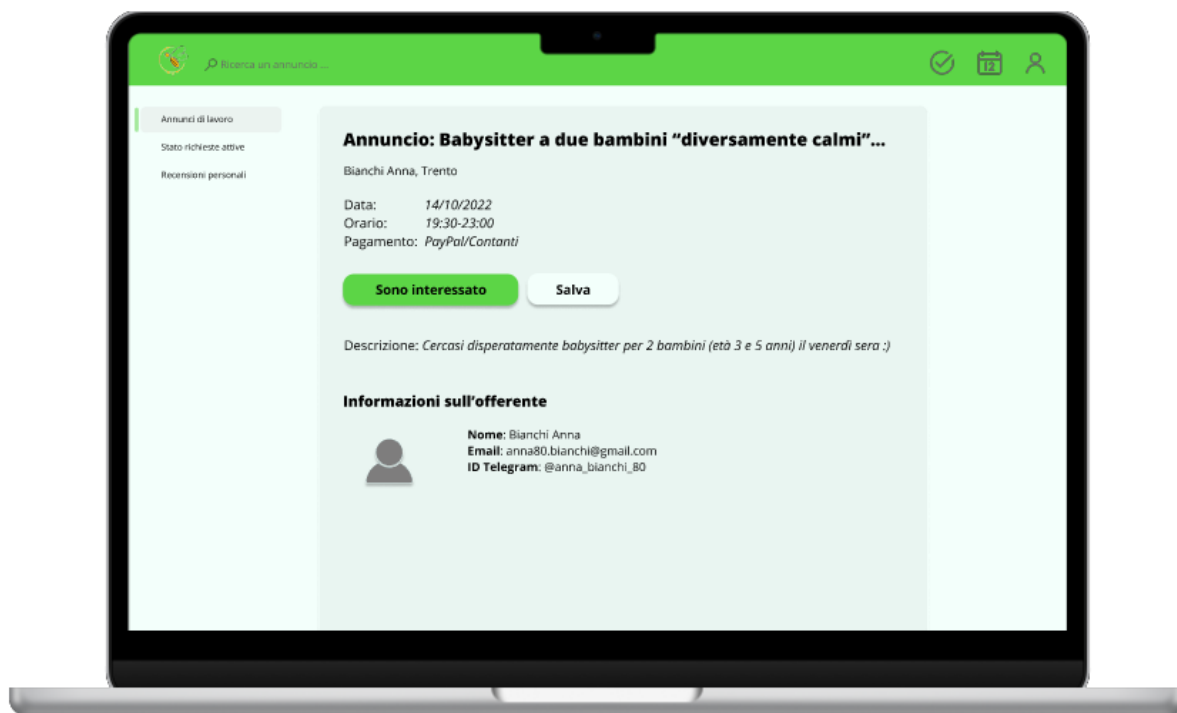 Ricerca un annuncio ...
12
Annunci di lavoro
Stato richieste attive
Recensioni personali
Annuncio: Babysitter a due bambini “diversamente calmi”...
Bianchi Anna, Trento
Data: 14/10/2022
Orario: 19:30-23:00
Pagamento: PayPal/Contanti
Sono interessato Salva
Descrizione: Cercasi disperatamente babysitter per 2 bambini (età 3 e 5 anni) il venerdì sera :)
Informazioni sull’offerente
Nome: Bianchi Anna
Email: anna80.bianchi@gmail.com
ID Telegram: @anna_bianchi_80